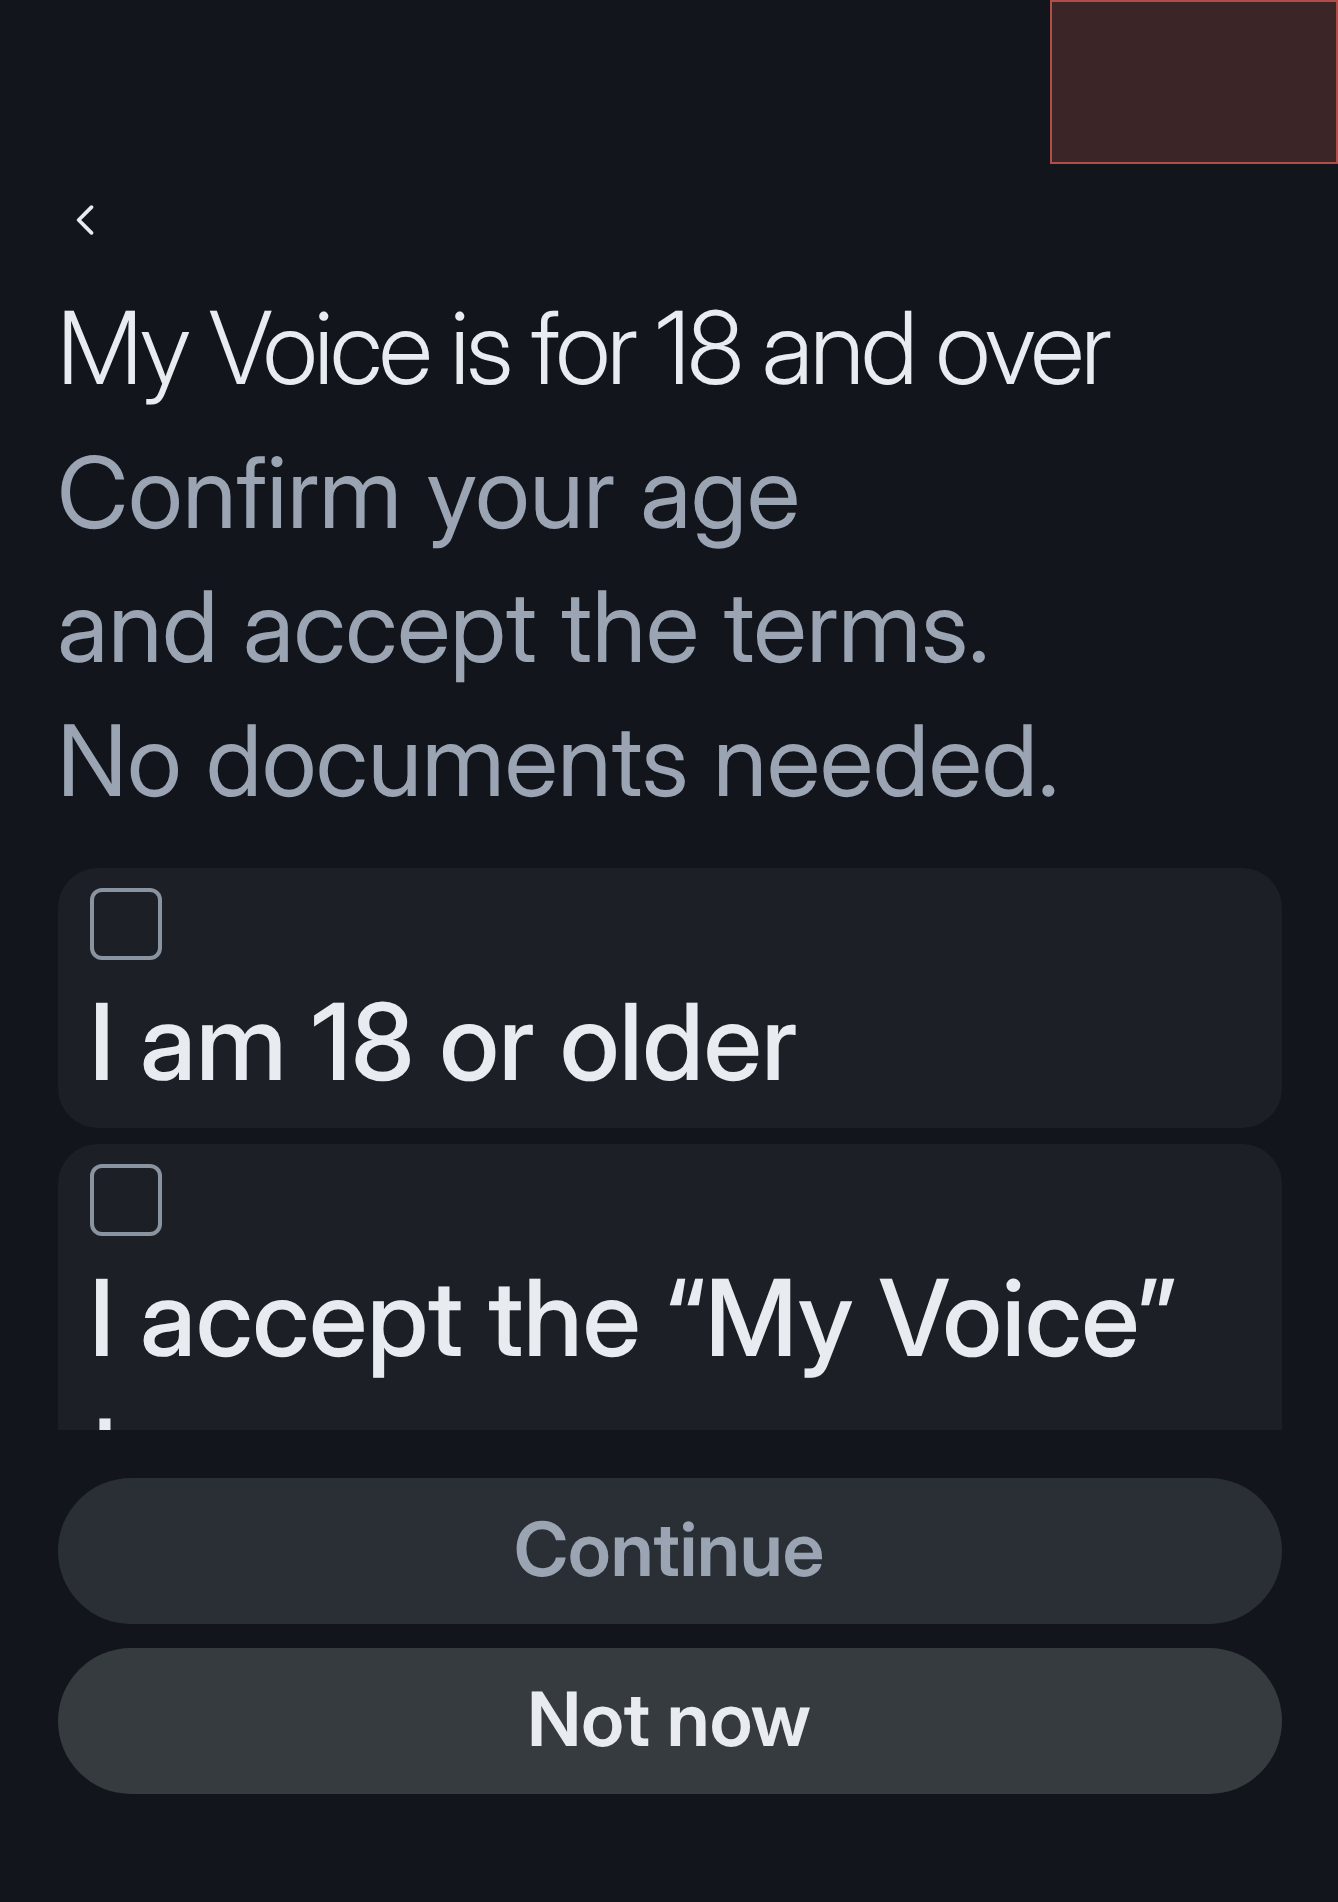 My Voice is for 18 and over
Confirm your age
and accept the terms.
No documents needed.
I am 18 or older
I accept the “My Voice”
Continue
Not now